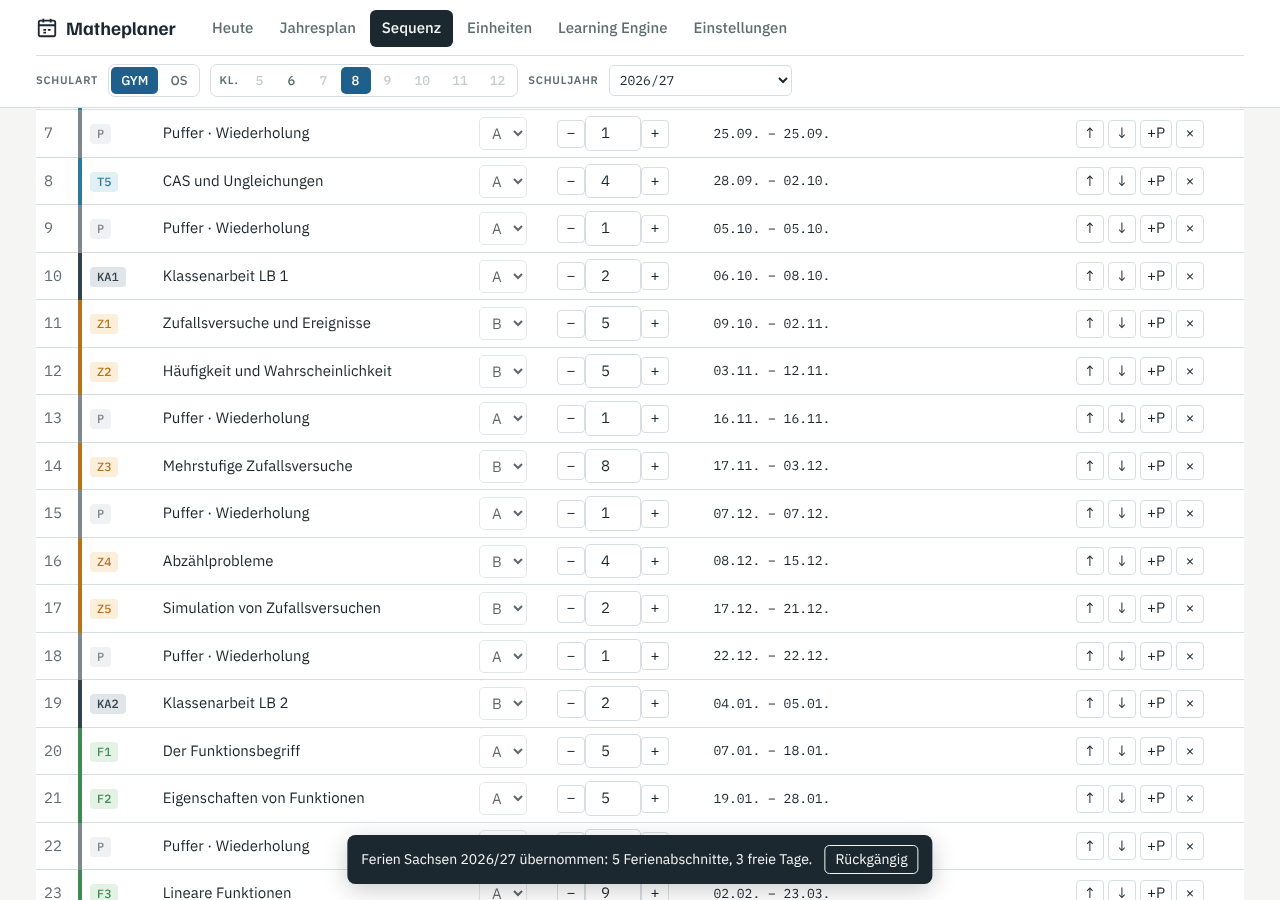 Matheplaner Heute Jahresplan Sequenz Einheiten Learning Engine Einstellungen
SCHULART GYM OS KL. 5 6 7 8 9 10 11 12 SCHULJAHR 2026/27
7 P Puffer · Wiederholung A − 1 + 25.09. – 25.09. ↑ ↓ +P ×
8 T5 CAS und Ungleichungen A − 4 + 28.09. – 02.10. ↑ ↓ +P ×
9 P Puffer · Wiederholung A − 1 + 05.10. – 05.10. ↑ ↓ +P ×
10 KA1 Klassenarbeit LB 1 A − 2 + 06.10. – 08.10. ↑ ↓ +P ×
11 Z1 Zufallsversuche und Ereignisse B − 5 + 09.10. – 02.11. ↑ ↓ +P ×
12 Z2 Häufigkeit und Wahrscheinlichkeit B − 5 + 03.11. – 12.11. ↑ ↓ +P ×
13 P Puffer · Wiederholung A − 1 + 16.11. – 16.11. ↑ ↓ +P ×
14 Z3 Mehrstufige Zufallsversuche B − 8 + 17.11. – 03.12. ↑ ↓ +P ×
15 P Puffer · Wiederholung A − 1 + 07.12. – 07.12. ↑ ↓ +P ×
16 Z4 Abzählprobleme B − 4 + 08.12. – 15.12. ↑ ↓ +P ×
17 Z5 Simulation von Zufallsversuchen B − 2 + 17.12. – 21.12. ↑ ↓ +P ×
18 P Puffer · Wiederholung A − 1 + 22.12. – 22.12. ↑ ↓ +P ×
19 KA2 Klassenarbeit LB 2 B − 2 + 04.01. – 05.01. ↑ ↓ +P ×
20 F1 Der Funktionsbegriff A − 5 + 07.01. – 18.01. ↑ ↓ +P ×
21 F2 Eigenschaften von Funktionen A − 5 + 19.01. – 28.01. ↑ ↓ +P ×
22 P Puffer · Wiederholung ↑ ↓ +P ×
Ferien Sachsen 2026/27 übernommen: 5 Ferienabschnitte, 3 freie Tage. Rückgängig
23 F3 Lineare Funktionen A − 9 + 02.02. – 23.03. ↑ ↓ +P ×